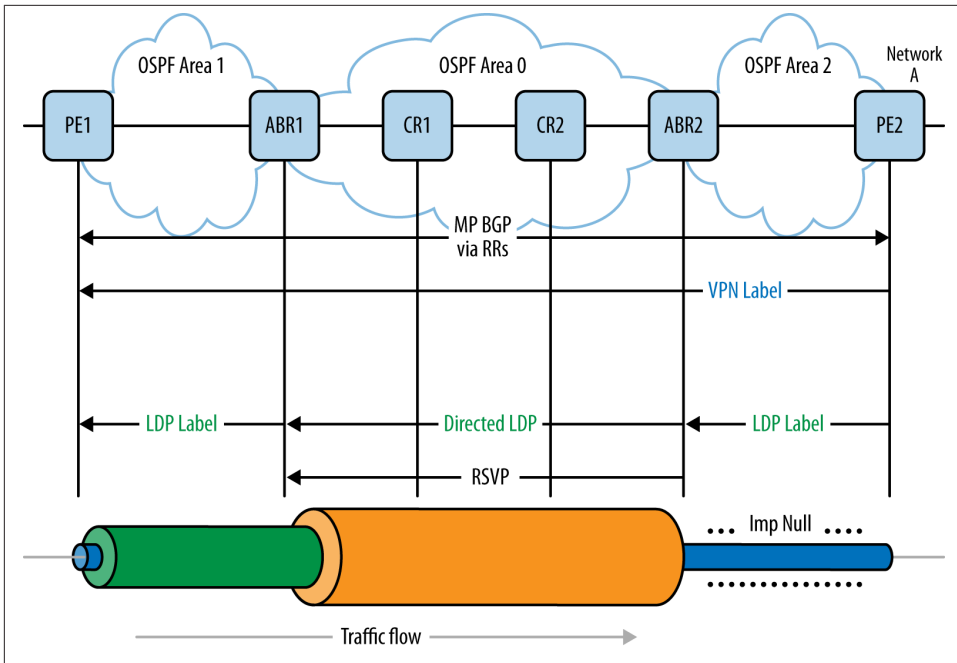 OSPF Area 1
OSPF Area 0
OSPF Area 2
Network
A
PE1
ABR1
CR1
CR2
ABR2
PE2
MP BGP
via RRs
VPN Label
LDP Label
Directed LDP
LDP Label
RSVP
Imp Null
Traffic flow